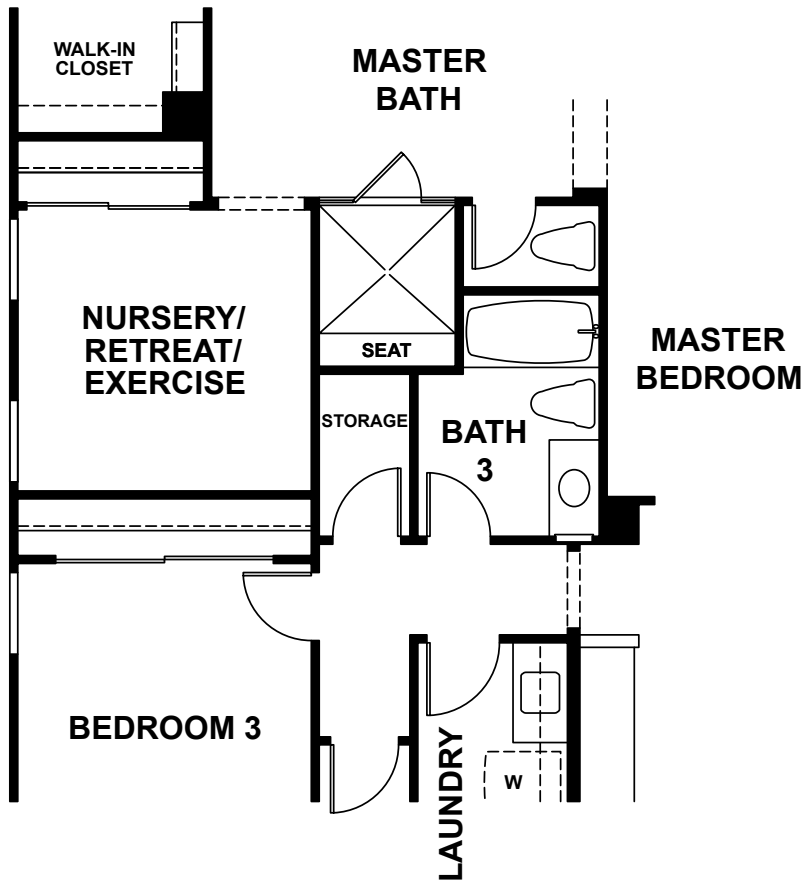 WALK-IN
CLOSET
MASTER
BATH
NURSERY/
RETREAT/
EXERCISE
SEAT
MASTER
BEDROOM
STORAGE
BATH
3
BEDROOM 3
LAUNDRY
W